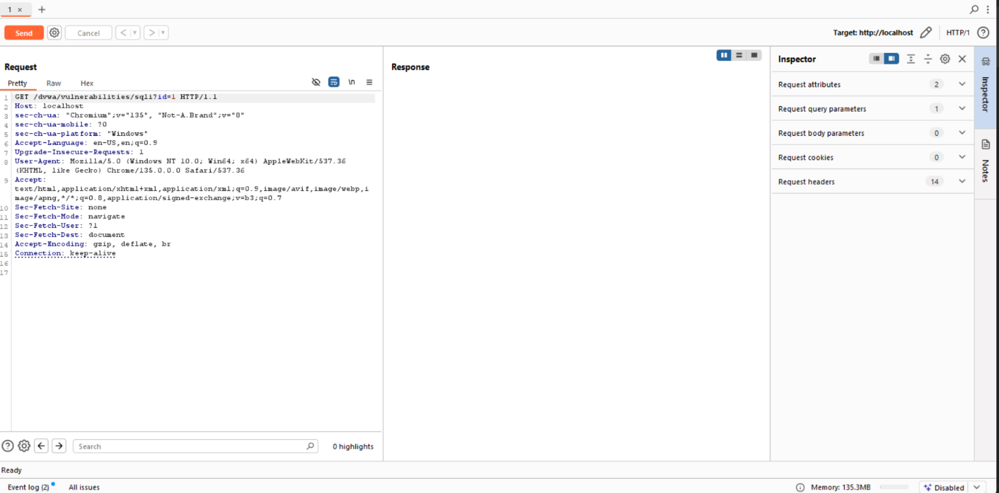 1 ×
+
Send
Cancel
< >
Target: http://localhost
HTTP/1
Request
Pretty Raw Hex
\n
1 GET /dvwa/vulnerabilities/sqli?id=1 HTTP/1.1
2 Host: localhost
3 sec-ch-ua: "Chromium";v="135", "Not-A.Brand";v="8"
4 sec-ch-ua-mobile: ?0
5 sec-ch-ua-platform: "Windows"
6 Accept-Language: en-US,en;q=0.9
7 Upgrade-Insecure-Requests: 1
8 User-Agent: Mozilla/5.0 (Windows NT 10.0; Win64; x64) AppleWebKit/537.36
(KHTML, like Gecko) Chrome/135.0.0.0 Safari/537.36
9 Accept:
text/html,application/xhtml+xml,application/xml;q=0.9,image/avif,image/webp,i
mage/apng,*/*;q=0.8,application/signed-exchange;v=b3;q=0.7
10 Sec-Fetch-Site: none
11 Sec-Fetch-Mode: navigate
12 Sec-Fetch-User: ?1
13 Sec-Fetch-Dest: document
14 Accept-Encoding: gzip, deflate, br
15 Connection: keep-alive
16
17
Search
0 highlights
Response
Inspector
Request attributes 2
Request query parameters 1
Request body parameters 0
Request cookies 0
Request headers 14
Inspector
Notes
Ready
Event log (2) All issues
Memory: 135.3MB
Disabled